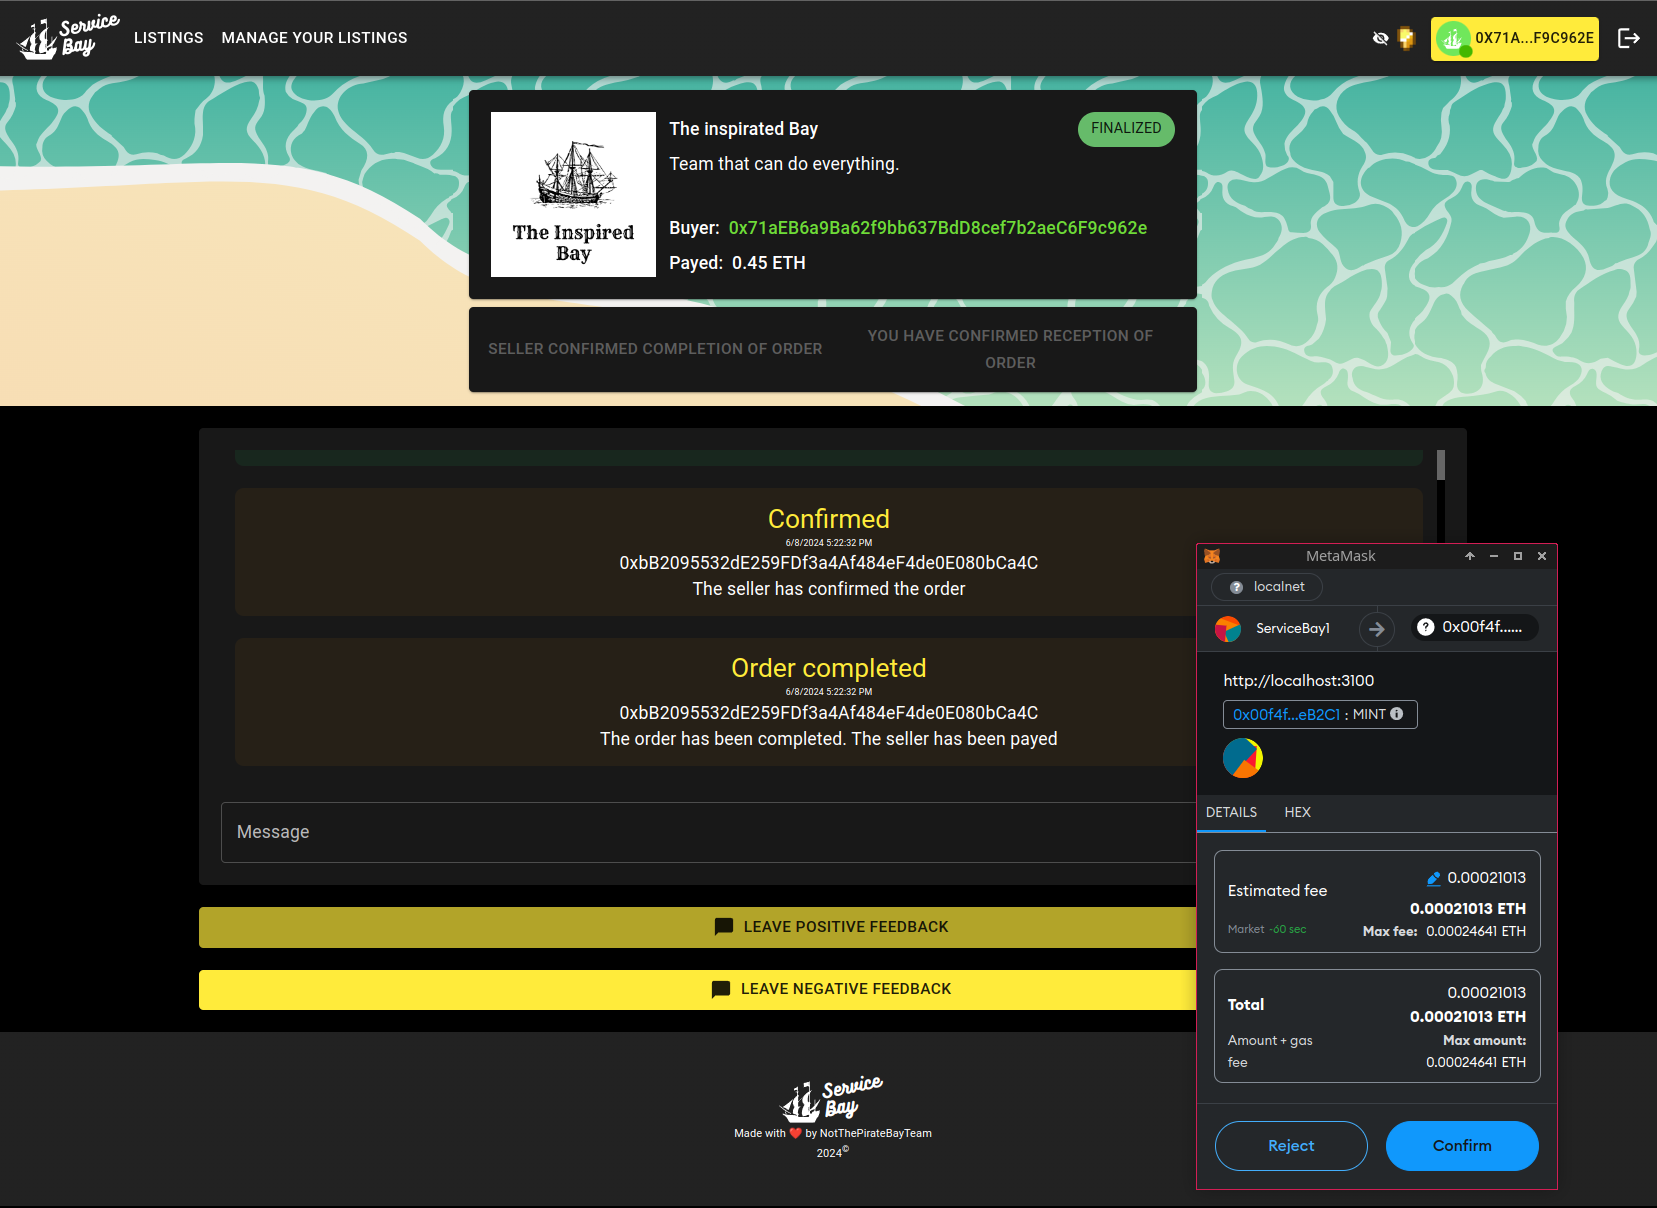 Service
Bay
LISTINGS
MANAGE YOUR LISTINGS
0X71A...F9C962E
The Inspired
Bay
The inspirated Bay
FINALIZED
Team that can do everything.
Buyer: 0x71aEB6a9Ba62f9bb637BdD8cef7b2aeC6F9c962e
Payed: 0.45 ETH
SELLER CONFIRMED COMPLETION OF ORDER
YOU HAVE CONFIRMED RECEPTION OF
ORDER
Confirmed
6/8/2024 5:22:32 PM
0xbB2095532dE259FDf3a4Af484eF4de0E080bCa4C
The seller has confirmed the order
Order completed
6/8/2024 5:22:32 PM
0xbB2095532dE259FDf3a4Af484eF4de0E080bCa4C
The order has been completed. The seller has been payed
Message
LEAVE POSITIVE FEEDBACK
LEAVE NEGATIVE FEEDBACK
MetaMask
localnet
ServiceBay1
0x00f4f......
http://localhost:3100
0x00f4f...eB2C1 : MINT
DETAILS
HEX
Estimated fee
0.00021013
0.00021013 ETH
Market ~60 sec
Max fee: 0.00024641 ETH
Total
0.00021013
0.00021013 ETH
Amount + gas
fee
Max amount:
0.00024641 ETH
Reject
Confirm
Service
Bay
Made with ❤️ by NotThePirateBayTeam
2024©